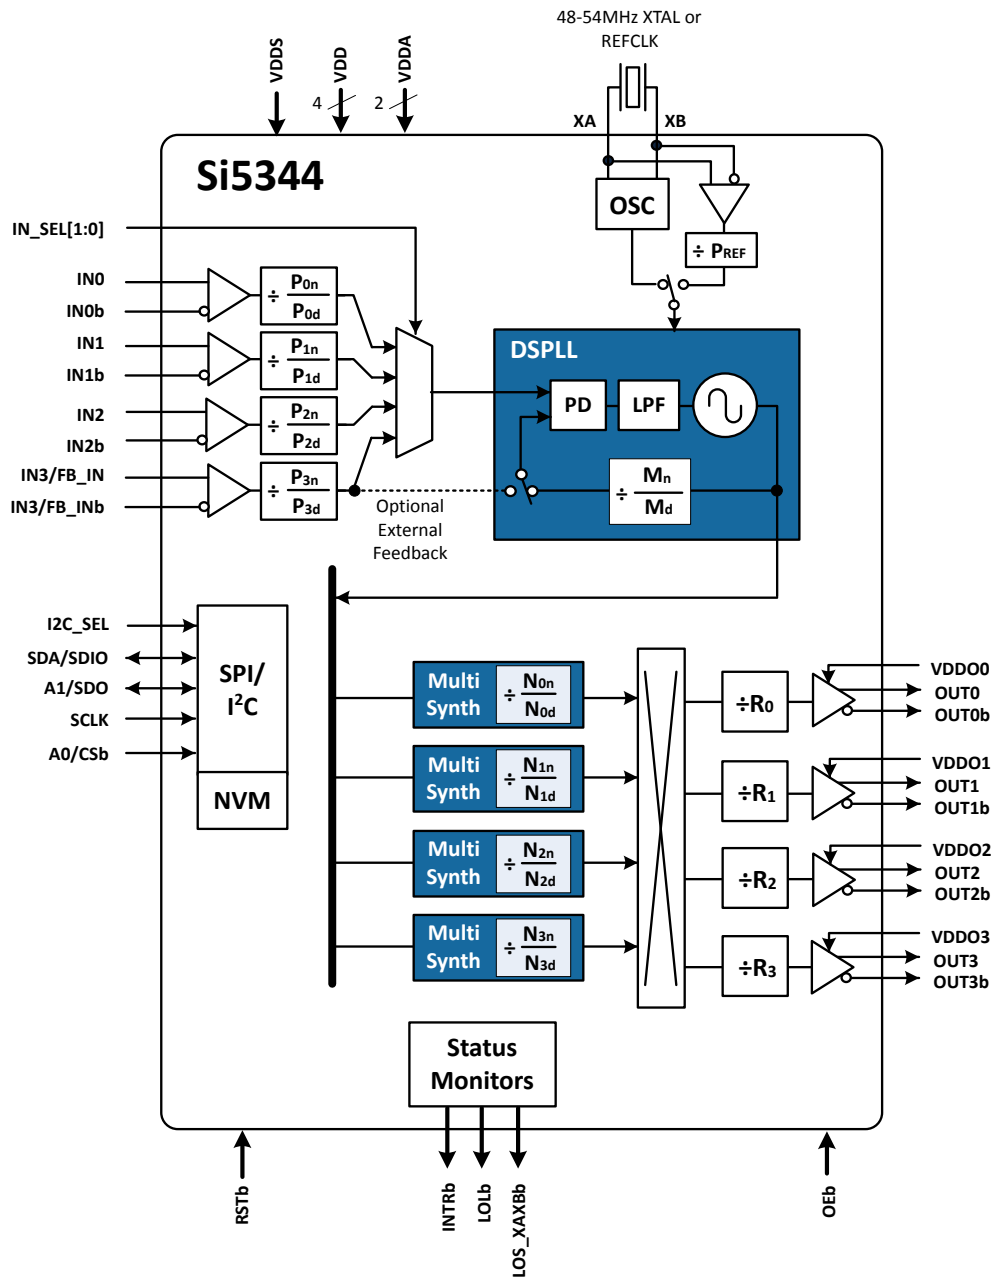 48-54MHz XTAL or
REFCLK
VDDS
VDD
VDDA
4
2
XA
XB
Si5344
OSC
÷ PREF
IN_SEL[1:0]
IN0
IN0b
÷ P0n
P0d
IN1
IN1b
÷ P1n
P1d
IN2
IN2b
÷ P2n
P2d
IN3/FB_IN
IN3/FB_INb
÷ P3n
P3d
DSPLL
PD
LPF
÷ Mn
Md
Optional
External
Feedback
I2C_SEL
SDA/SDIO
A1/SDO
SCLK
A0/CSb
SPI/
I²C
NVM
Multi
Synth
÷ N0n
N0d
Multi
Synth
÷ N1n
N1d
Multi
Synth
÷ N2n
N2d
Multi
Synth
÷ N3n
N3d
÷R0
÷R1
÷R2
÷R3
VDDO0
OUT0
OUT0b
VDDO1
OUT1
OUT1b
VDDO2
OUT2
OUT2b
VDDO3
OUT3
OUT3b
Status
Monitors
RSTb
INTRb
LOLb
LOS_XAXBb
OEb